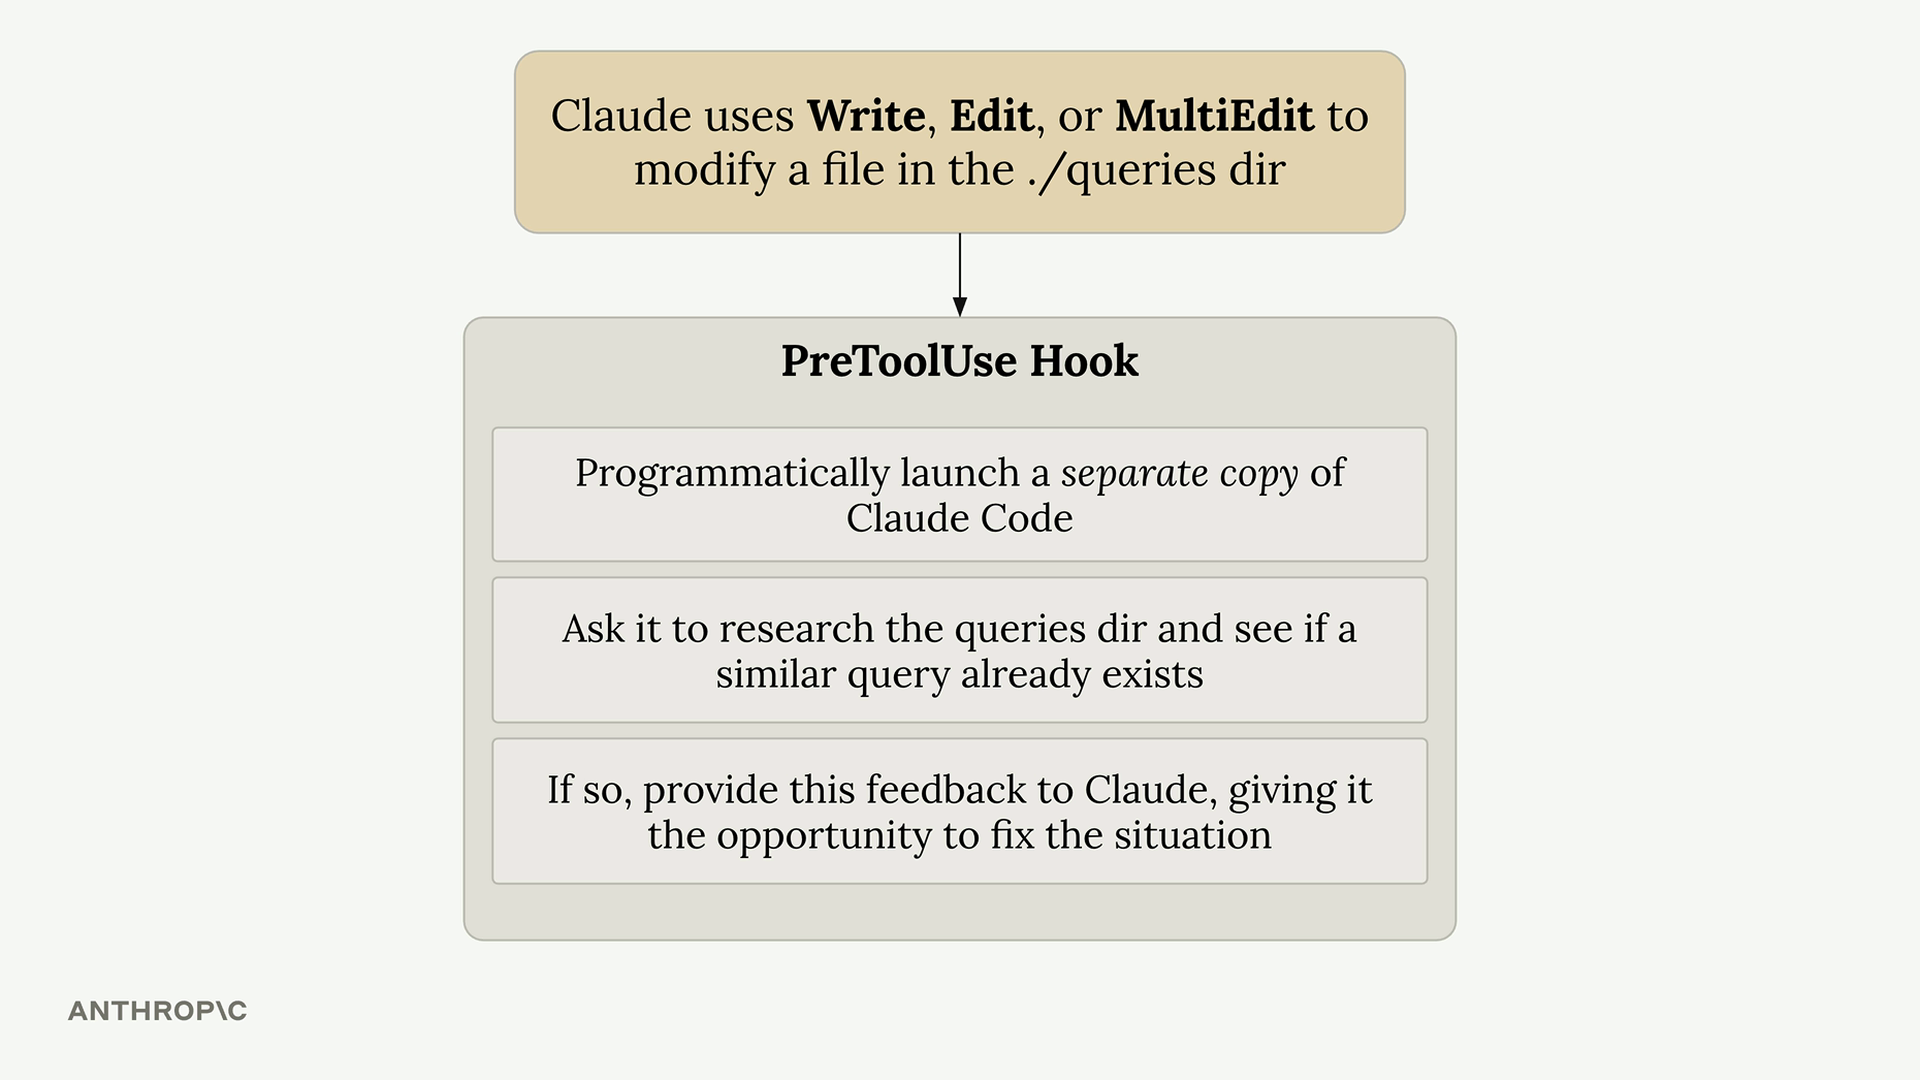 Claude uses Write, Edit, or MultiEdit to
modify a file in the ./queries dir
PreToolUse Hook
Programmatically launch a separate copy of
Claude Code
Ask it to research the queries dir and see if a
similar query already exists
If so, provide this feedback to Claude, giving it
the opportunity to fix the situation
ANTHROP\C